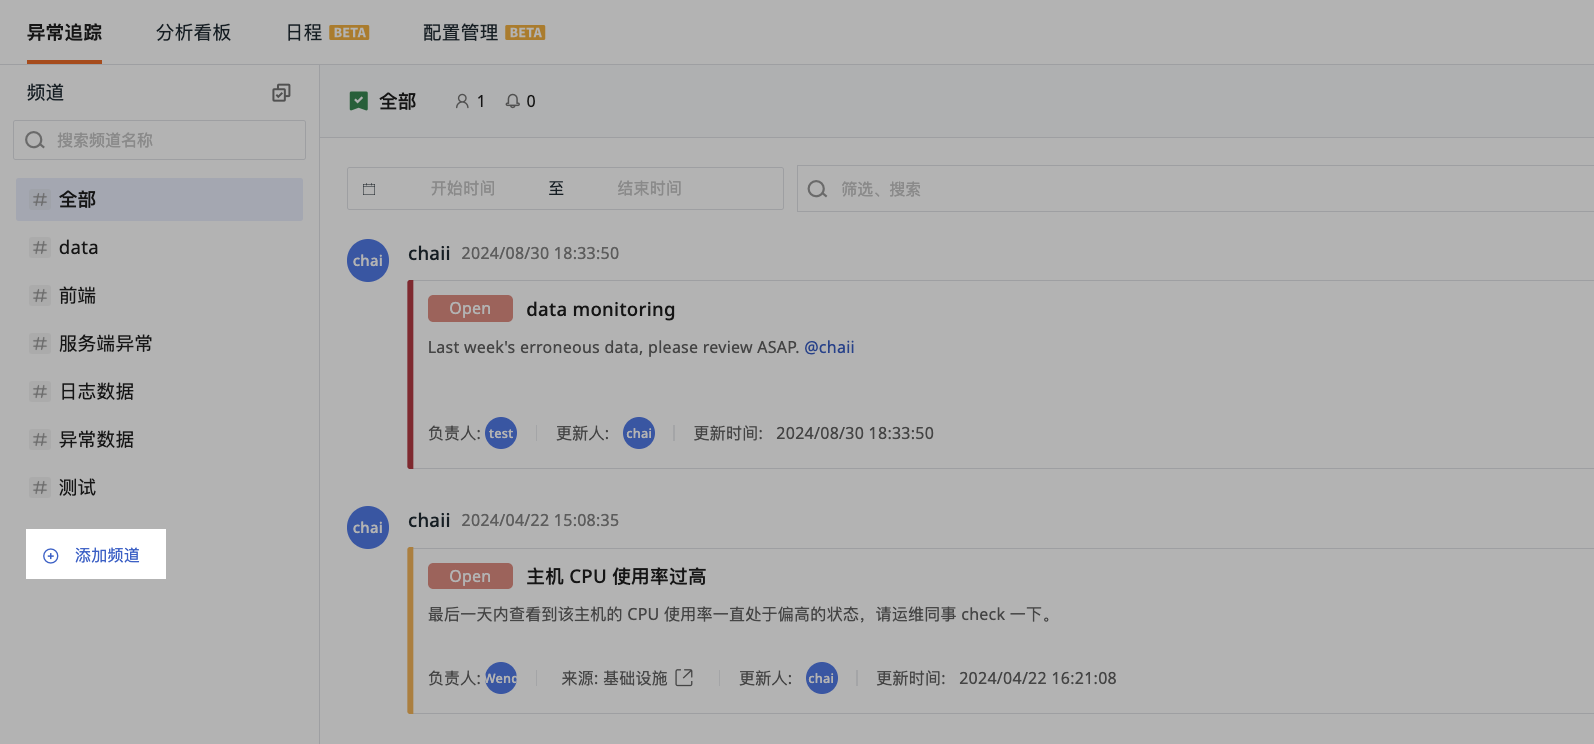 异常追踪 分析看板 日程 BETA 配置管理 BETA
频道
搜索频道名称
# 全部
# data
# 前端
# 服务端异常
# 日志数据
# 异常数据
# 测试
添加频道
全部 1 0
开始时间 至 结束时间 筛选、搜索
chai chaii 2024/08/30 18:33:50
Open data monitoring
Last week's erroneous data, please review ASAP. @chaii
负责人: test 更新人: chai 更新时间: 2024/08/30 18:33:50
chai chaii 2024/04/22 15:08:35
Open 主机 CPU 使用率过高
最后一天内查看到该主机的 CPU 使用率一直处于偏高的状态，请运维同事 check 一下。
负责人: Wend 来源: 基础设施 更新人: chai 更新时间: 2024/04/22 16:21:08